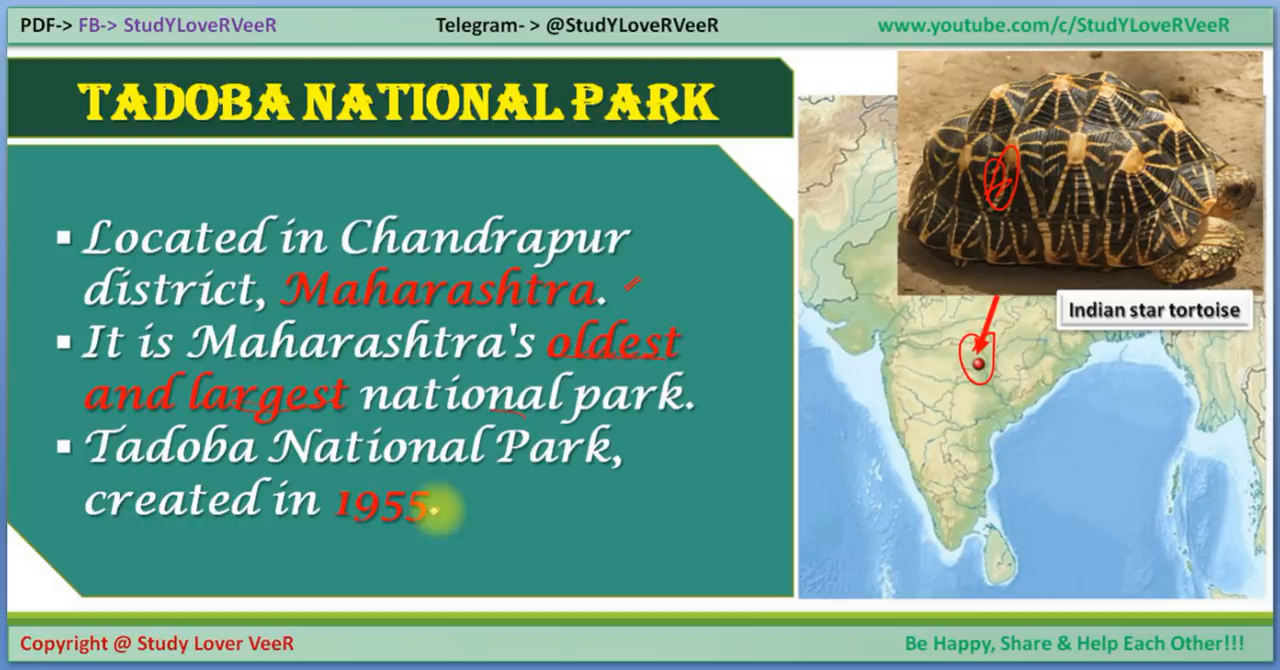 PDF-> FB-> StudYLoveRVeeR
Telegram- > @StudYLoveRVeeR
www.youtube.com/c/StudYLoveRVeeR
TADOBA NATIONAL PARK
▪ Located in Chandrapur
district, Maharashtra.
▪ It is Maharashtra's oldest
and largest national park.
▪ Tadoba National Park,
created in 1955.
Indian star tortoise
Copyright @ Study Lover VeeR
Be Happy, Share & Help Each Other!!!